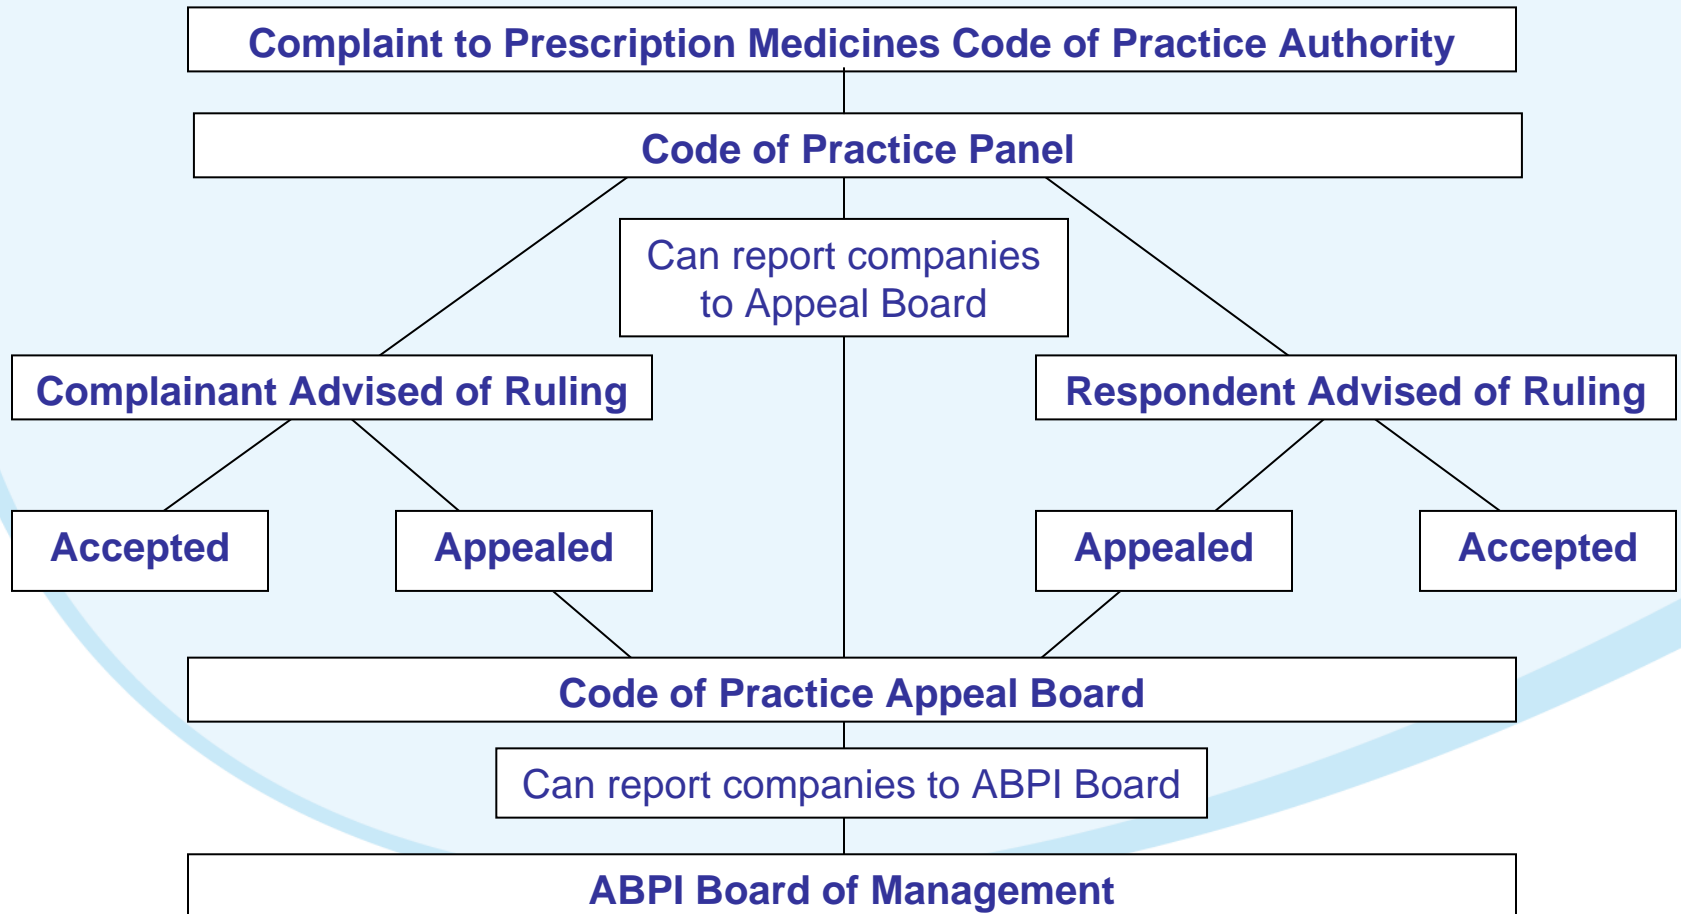 Complaint to Prescription Medicines Code of Practice Authority
Code of Practice Panel
Can report companies
to Appeal Board
Complainant Advised of Ruling
Respondent Advised of Ruling
Accepted
Appealed
Appealed
Accepted
Code of Practice Appeal Board
Can report companies to ABPI Board
ABPI Board of Management